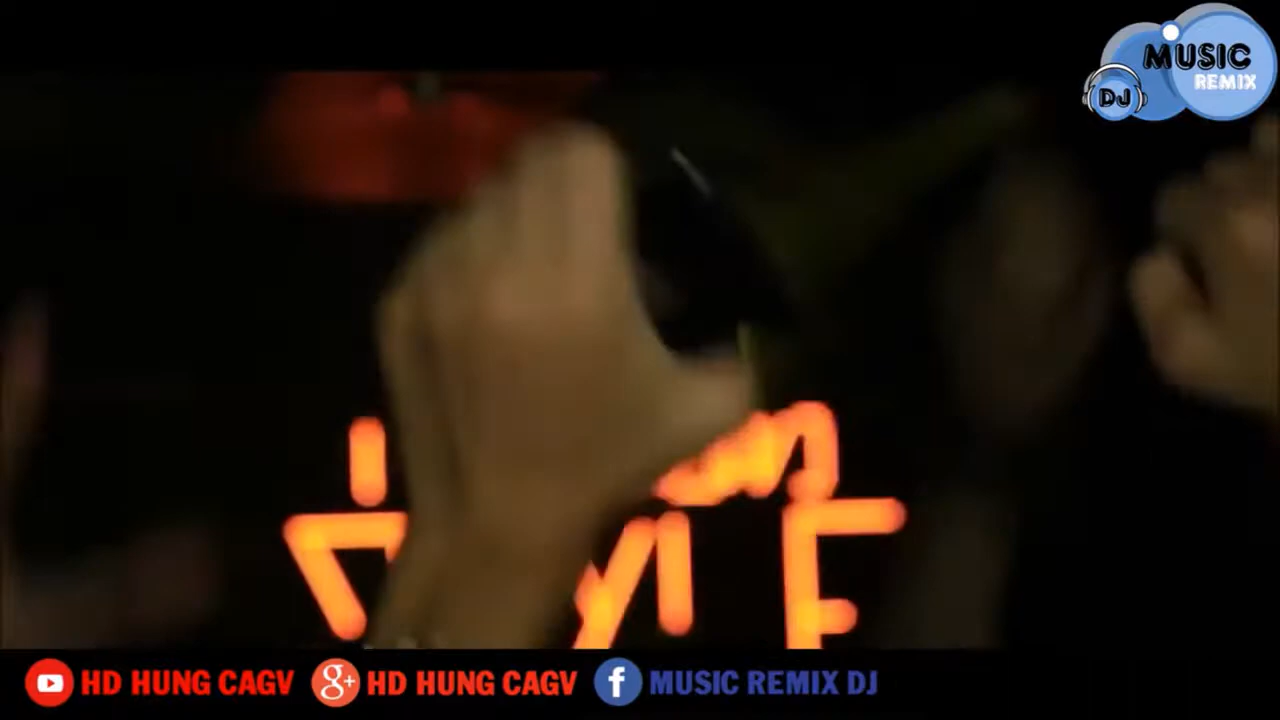 MUSIC
REMIX
DJ
HD HUNG CAGV
g+ HD HUNG CAGV
f MUSIC REMIX DJ